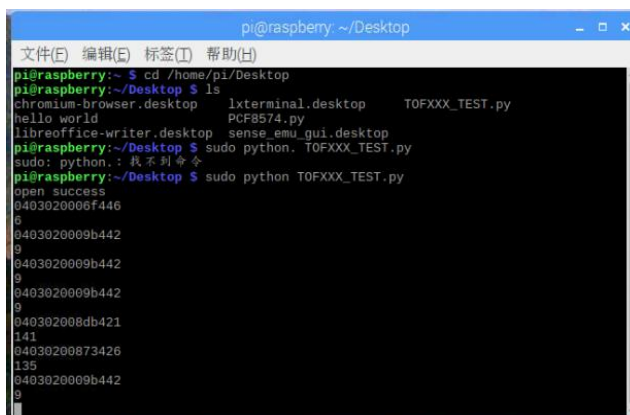 pi@raspberry: ~/Desktop
文件(F) 编辑(E) 标签(T) 帮助(H)
pi@raspberry:~ $ cd /home/pi/Desktop
pi@raspberry:~/Desktop $ ls
chromium-browser.desktop lxterminal.desktop TOFXXX_TEST.py
hello world PCF8574.py
libreoffice-writer.desktop sense_emu_gui.desktop
pi@raspberry:~/Desktop $ sudo python. TOFXXX_TEST.py
sudo: python.: 找不到命令
pi@raspberry:~/Desktop $ sudo python TOFXXX_TEST.py
open success
0403020006f446
6
0403020009b442
9
0403020009b442
9
0403020009b442
9
040302008db421
141
04030200873426
135
0403020009b442
9